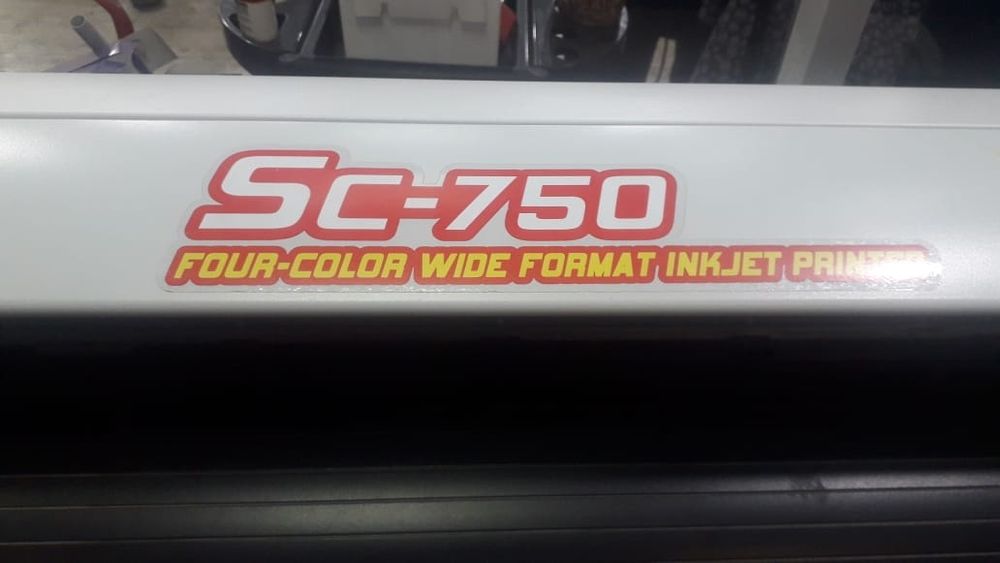 SC-750
FOUR-COLOR WIDE FORMAT INKJET PRINTER